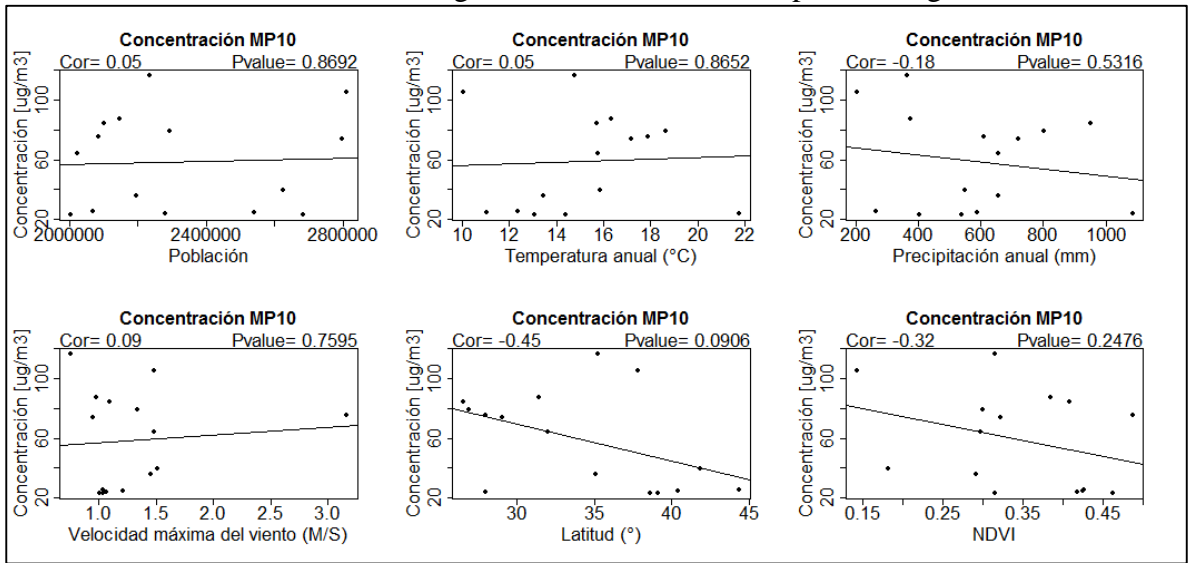 Concentración MP10
Cor= 0.05 Pvalue= 0.8692
Concentración [ug/m3]
20 60 100
2000000 2400000 2800000
Población
Concentración MP10
Cor= 0.05 Pvalue= 0.8652
Concentración [ug/m3]
20 60 100
10 12 14 16 18 20 22
Temperatura anual (°C)
Concentración MP10
Cor= -0.18 Pvalue= 0.5316
Concentración [ug/m3]
20 60 100
200 400 600 800 1000
Precipitación anual (mm)
Concentración MP10
Cor= 0.09 Pvalue= 0.7595
Concentración [ug/m3]
20 60 100
1.0 1.5 2.0 2.5 3.0
Velocidad máxima del viento (M/S)
Concentración MP10
Cor= -0.45 Pvalue= 0.0906
Concentración [ug/m3]
20 60 100
30 35 40 45
Latitud (°)
Concentración MP10
Cor= -0.32 Pvalue= 0.2476
Concentración [ug/m3]
20 60 100
0.15 0.25 0.35 0.45
NDVI